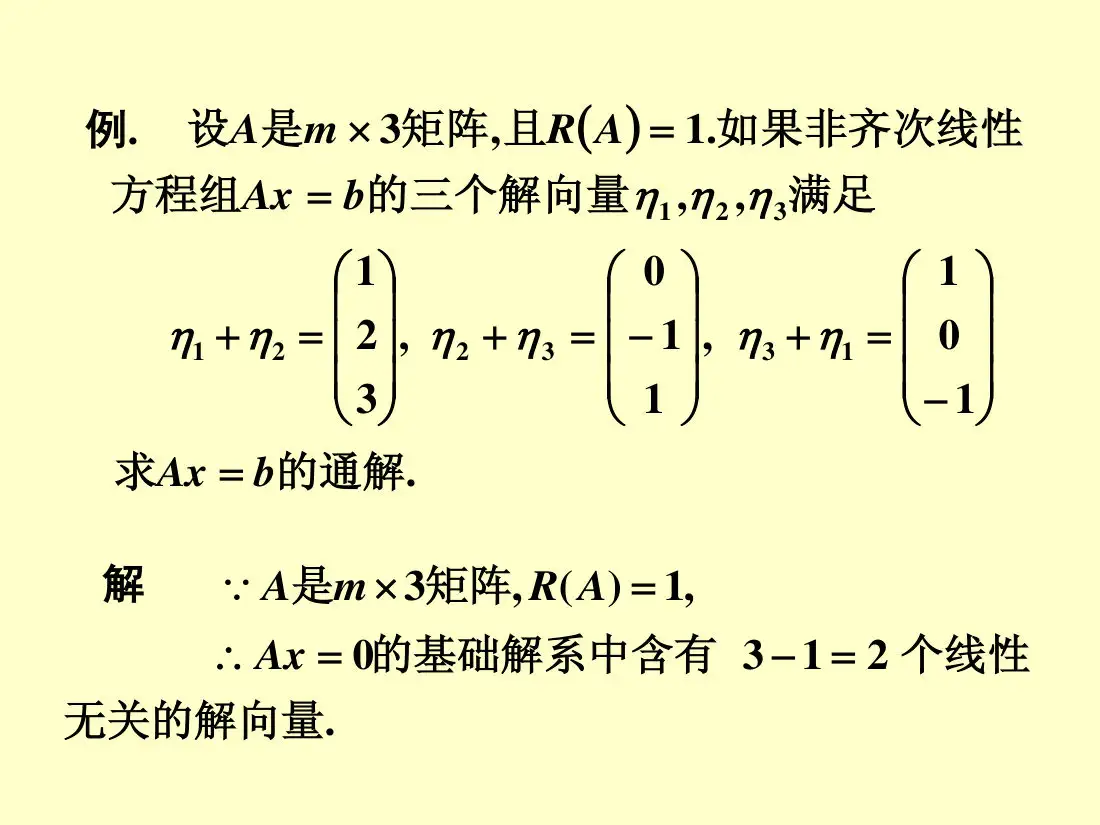 例. 设A是m × 3矩阵,且R(A) = 1.如果非齐次线性
方程组Ax = b的三个解向量η₁,η₂,η₃满足
η₁ + η₂ = (1 2 3), η₂ + η₃ = (0 −1 1), η₃ + η₁ = (1 0 −1)
求Ax = b的通解.
解 ∵ A是m × 3矩阵, R(A) = 1,
∴ Ax = 0的基础解系中含有 3 − 1 = 2 个线性
无关的解向量.